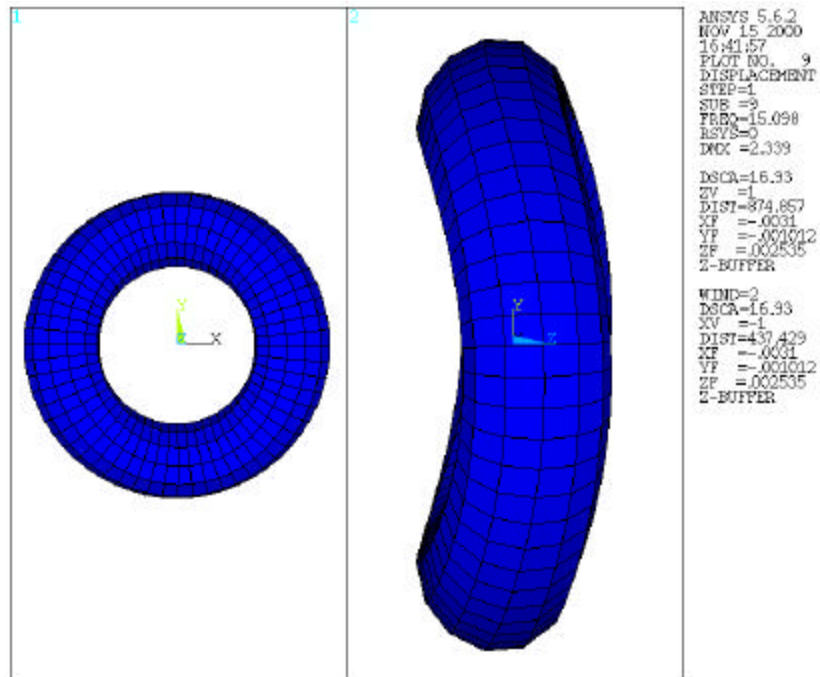 1
2
ANSYS 5.6.2
NOV 15 2000
16:41:57
PLOT NO. 9
DISPLACEMENT
STEP=1
SUB =9
FREQ=15.098
RSYS=0
DMX =2.339
DSCA=16.93
ZV =1
DIST=874.857
XF =-.0031
YF =-.001012
ZF =.002535
Z-BUFFER
WIND=2
DSCA=16.93
XV =-1
DIST=437.429
XF =-.0031
YF =-.001012
ZF =.002535
Z-BUFFER
Y
Z X
Y
Z